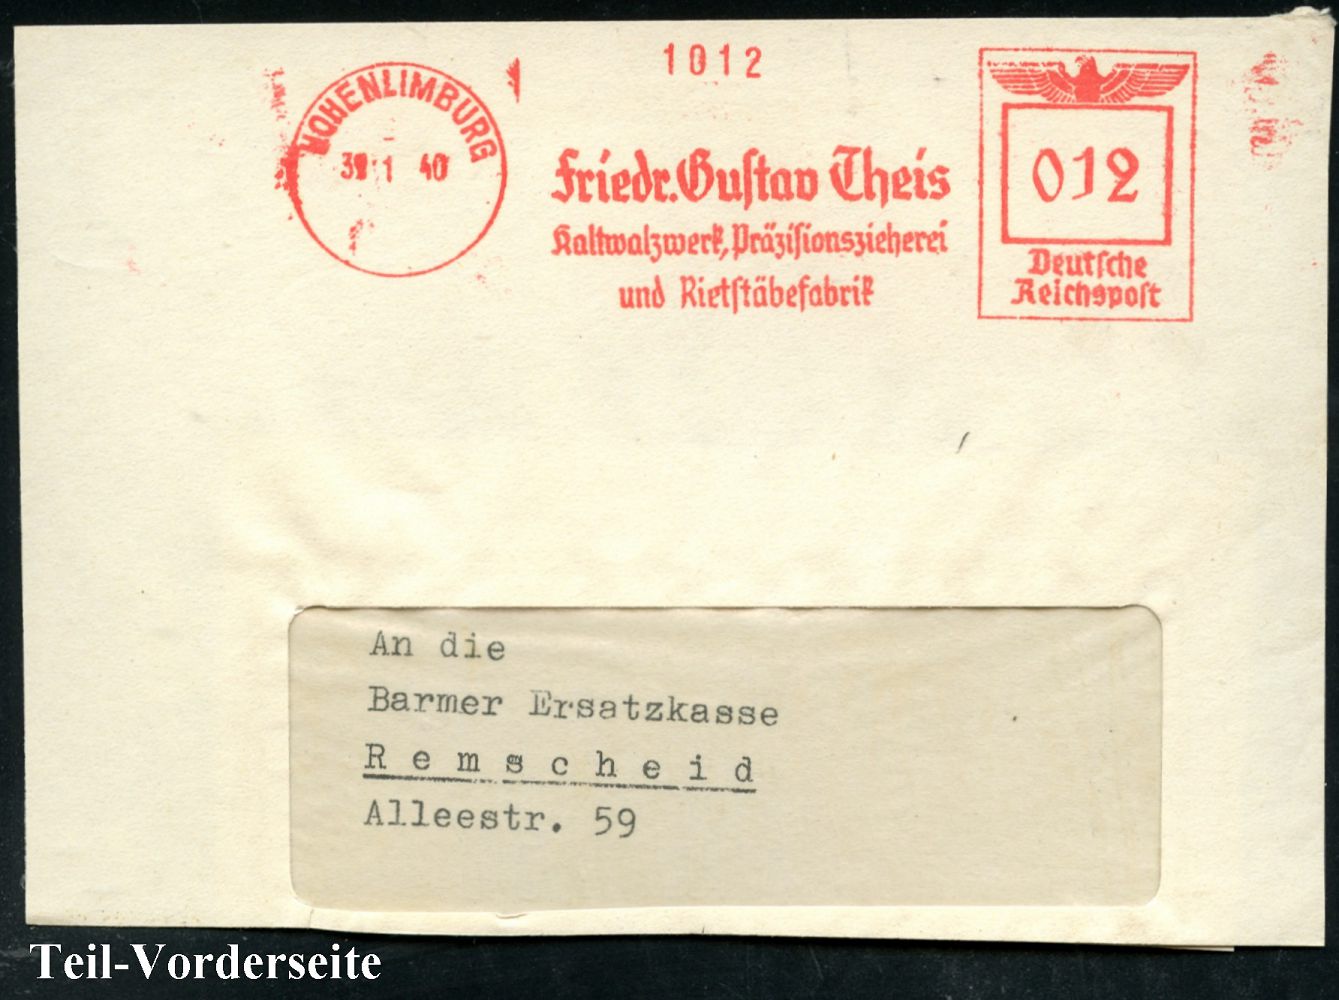 1012
HOHENLIMBURG
1 40
Friedr. Gustav Theis
Kaltwalzwerk, Präzisionszieherei
und Rietstäbefabrik
012
Deutsche
Reichspost
An die
Barmer Ersatzkasse
Remscheid
Alleestr. 59
Teil-Vorderseite